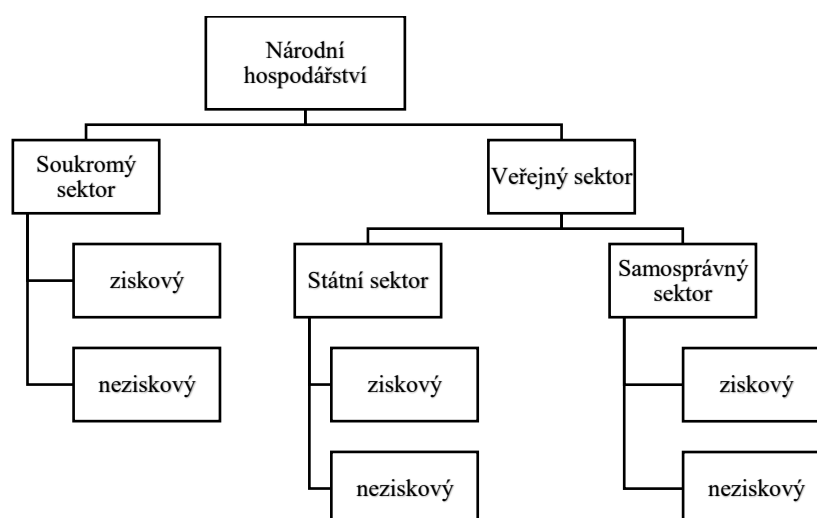 Národní
hospodářství
Soukromý
sektor
Veřejný sektor
ziskový
neziskový
Státní sektor
Samosprávný
sektor
ziskový
neziskový
ziskový
neziskový